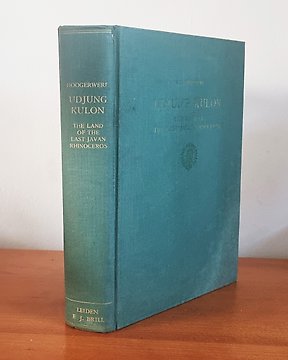 HOOGERWERF
UDJUNG
KULON
THE LAND
OF THE
LAST JAVAN
RHINOCEROS
LEIDEN
E. J. BRILL
UDJUNG KULON